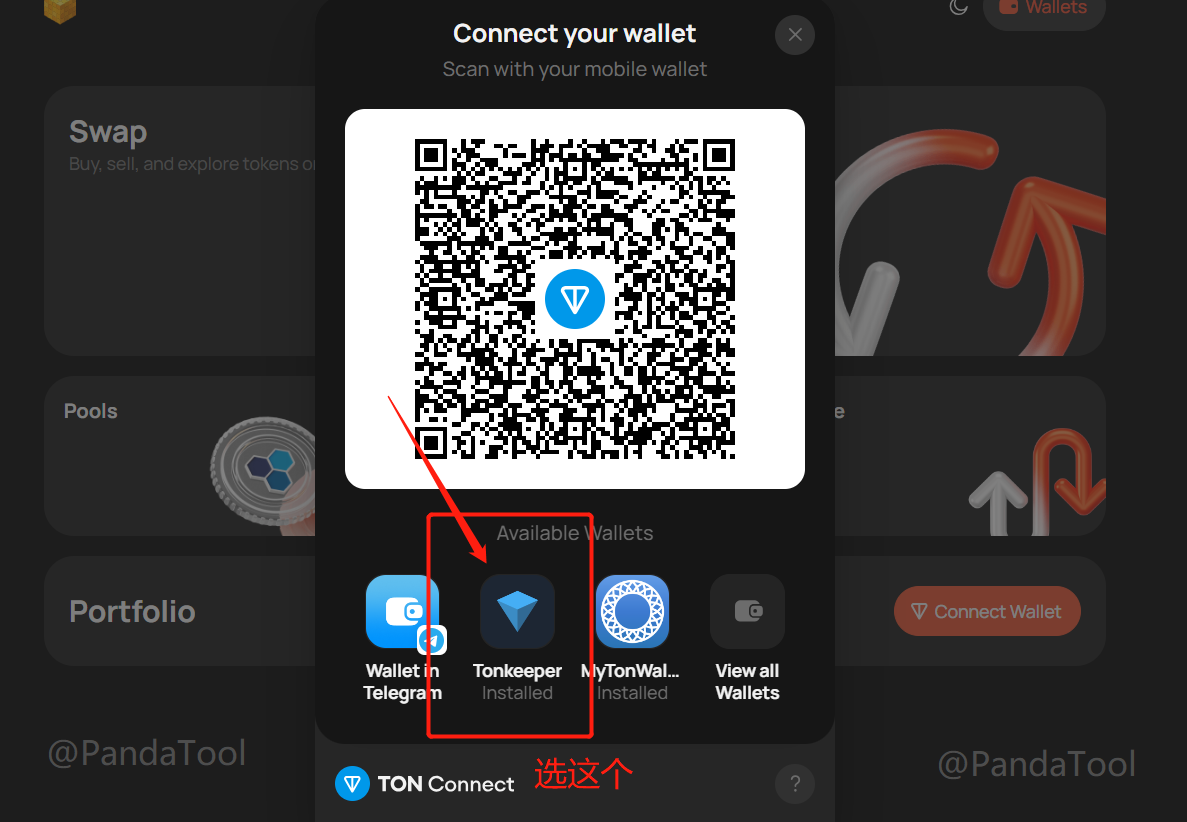 Connect your wallet
Wallets
Scan with your mobile wallet
Swap
Buy, sell, and explore tokens
Pools
Available Wallets
Portfolio
Connect Wallet
Wallet in
Telegram
Tonkeeper
Installed
MyTonWal...
Installed
View all
Wallets
@PandaTool
@PandaTool
TON Connect
选这个
?